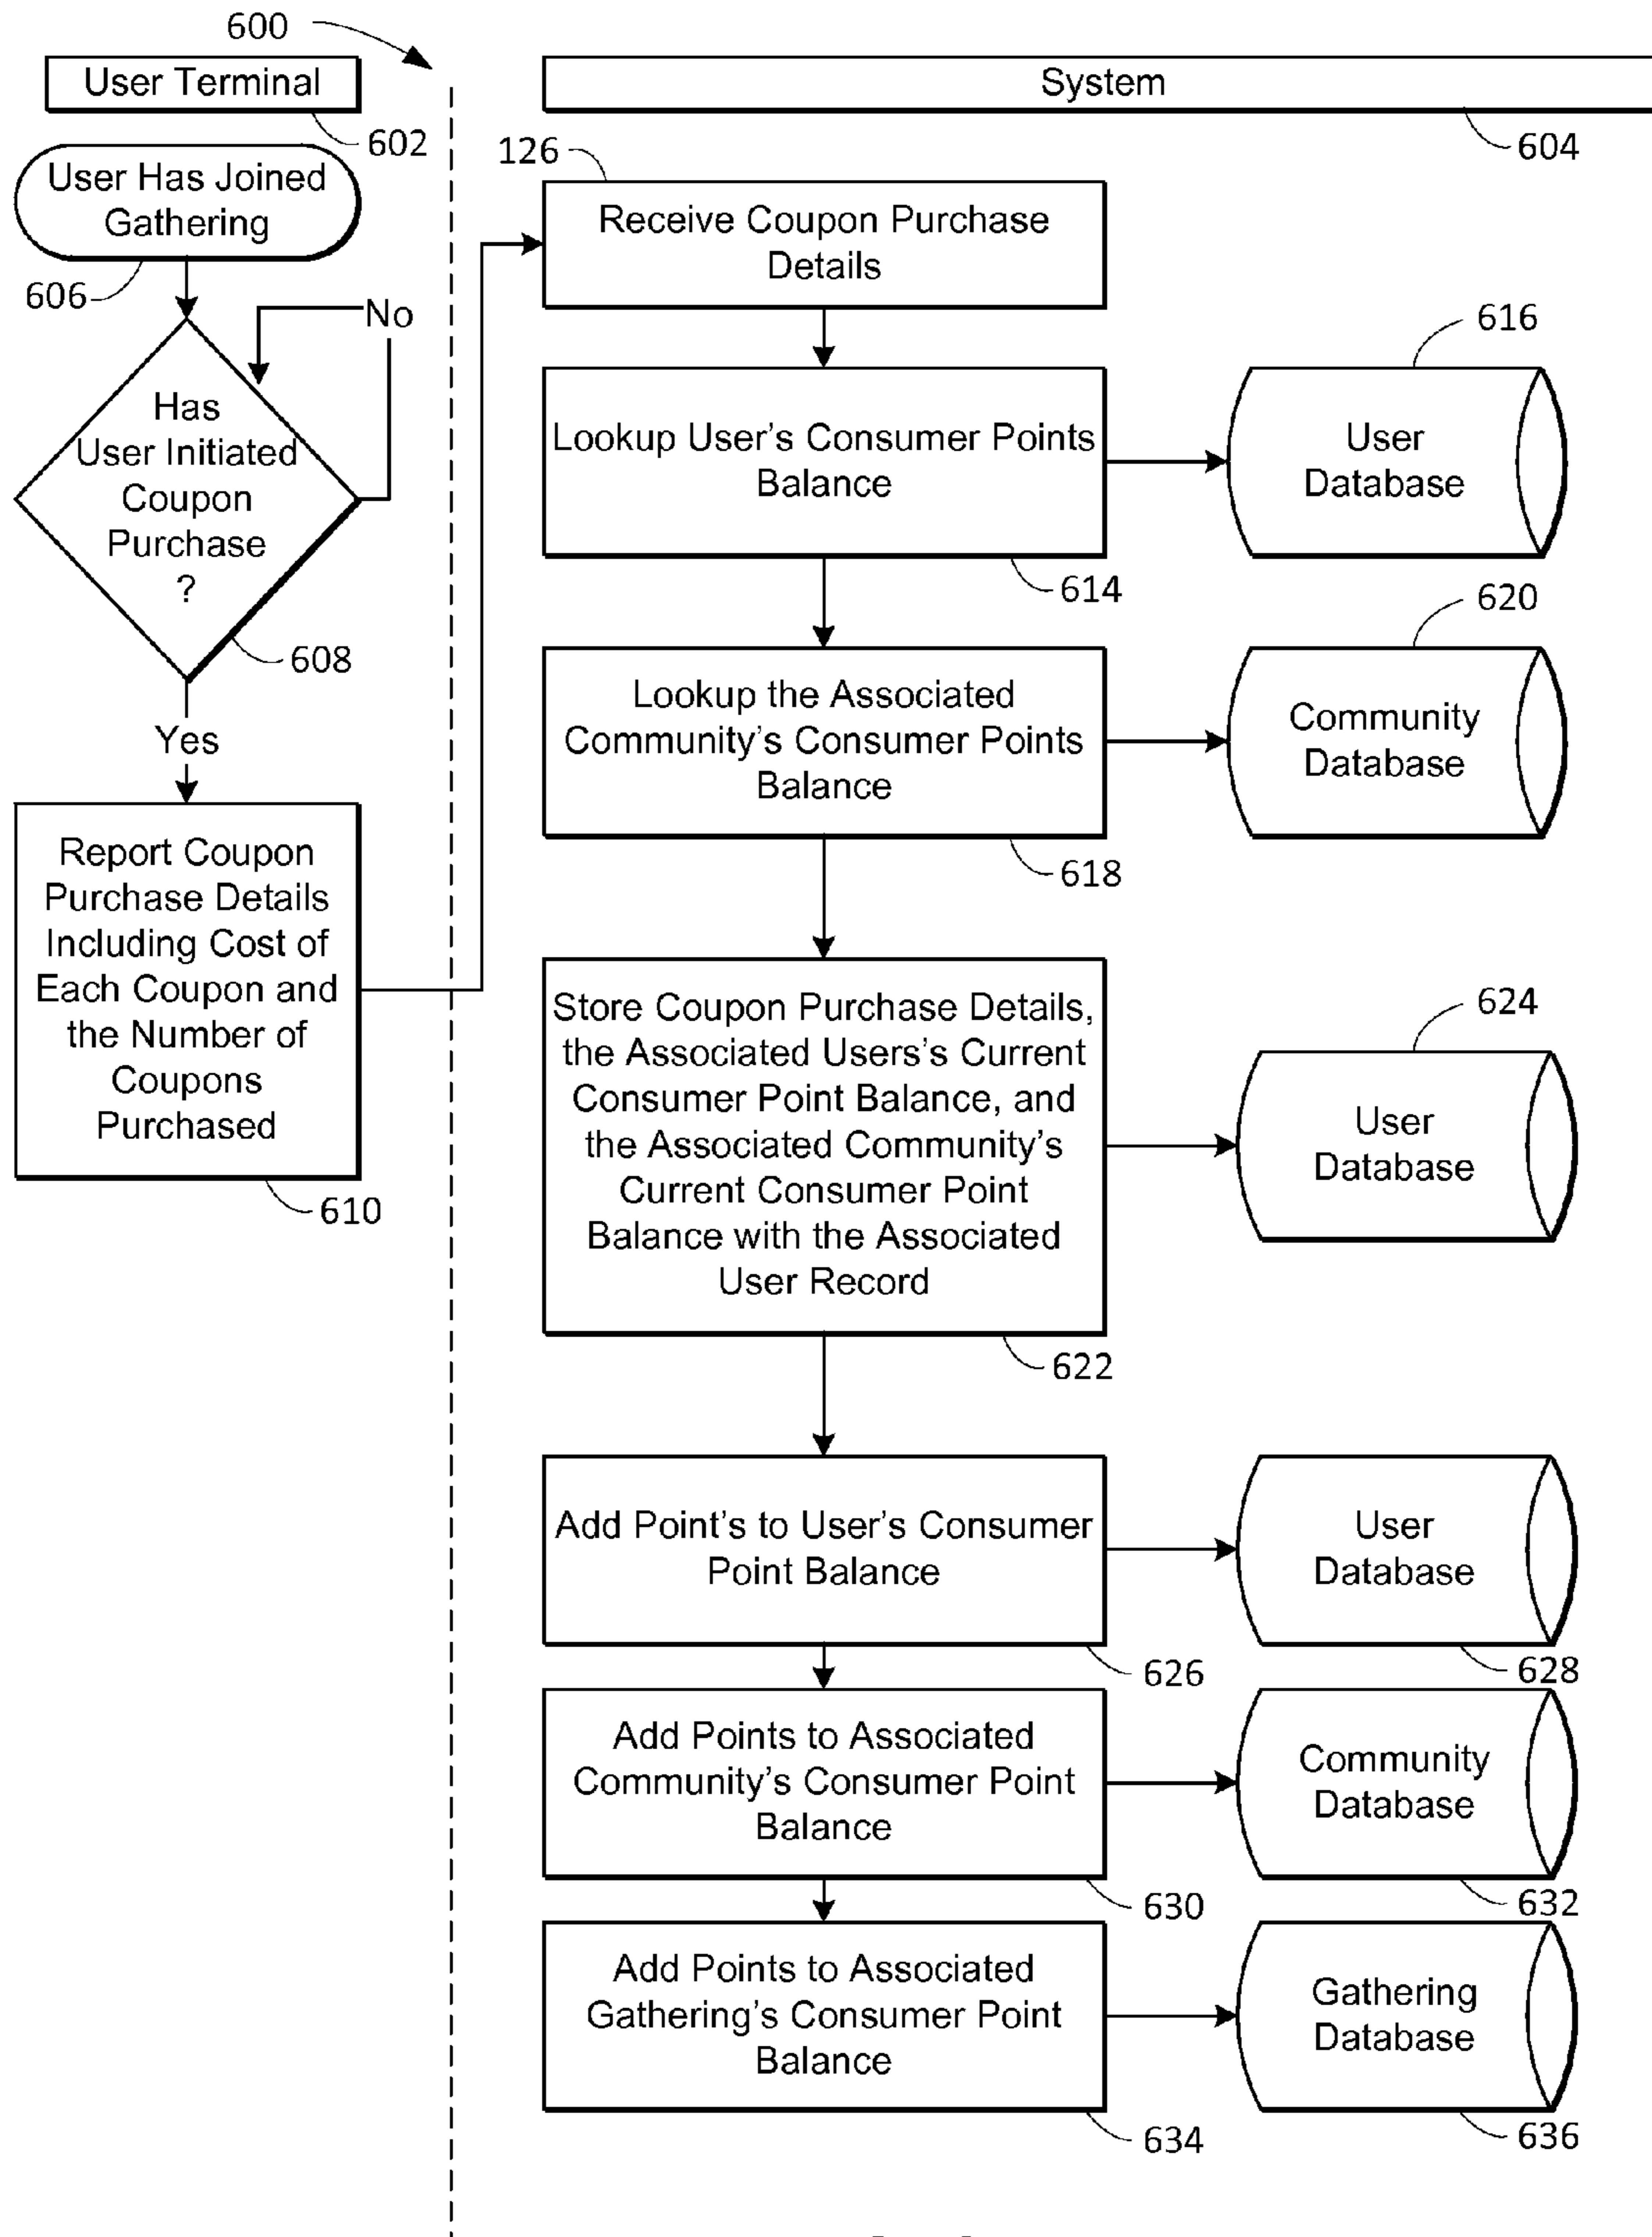 600
User Terminal
602
User Has Joined
Gathering
606
No
Has
User Initiated
Coupon
Purchase
?
608
Yes
Report Coupon
Purchase Details
Including Cost of
Each Coupon and
the Number of
Coupons
Purchased
610
System
604
126
Receive Coupon Purchase
Details
Lookup User's Consumer Points
Balance
614
616
User
Database
Lookup the Associated
Community's Consumer Points
Balance
618
620
Community
Database
Store Coupon Purchase Details,
the Associated Users's Current
Consumer Point Balance, and
the Associated Community's
Current Consumer Point
Balance with the Associated
User Record
622
624
User
Database
Add Point's to User's Consumer
Point Balance
626
User
Database
628
Add Points to Associated
Community's Consumer Point
Balance
630
Community
Database
632
Add Points to Associated
Gathering's Consumer Point
Balance
634
Gathering
Database
636